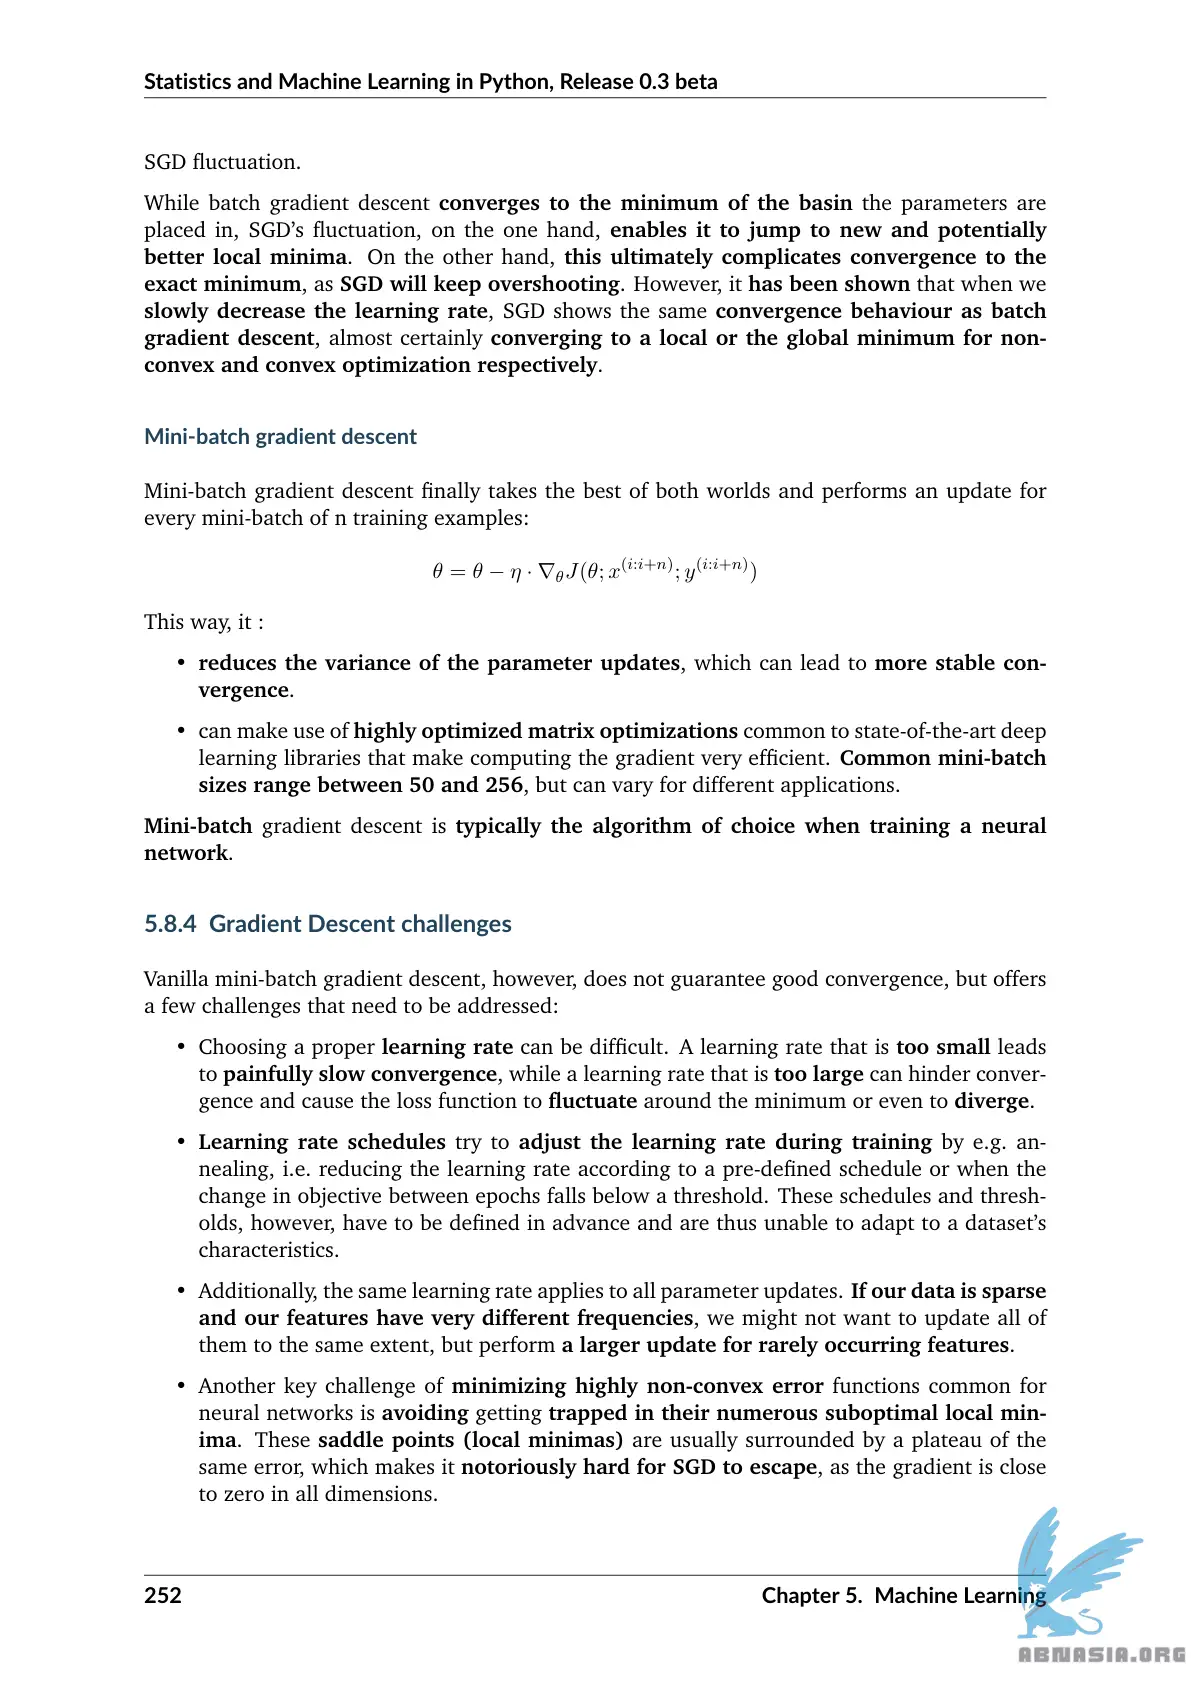 Statistics and Machine Learning in Python, Release 0.3 beta
SGD fluctuation.
While batch gradient descent converges to the minimum of the basin the parameters are
placed in, SGD’s fluctuation, on the one hand, enables it to jump to new and potentially
better local minima. On the other hand, this ultimately complicates convergence to the
exact minimum, as SGD will keep overshooting. However, it has been shown that when we
slowly decrease the learning rate, SGD shows the same convergence behaviour as batch
gradient descent, almost certainly converging to a local or the global minimum for non-
convex and convex optimization respectively.
Mini-batch gradient descent
Mini-batch gradient descent finally takes the best of both worlds and performs an update for
every mini-batch of n training examples:
θ = θ − η · ∇θJ(θ; x(i:i+n); y(i:i+n))
This way, it :
• reduces the variance of the parameter updates, which can lead to more stable con-
vergence.
• can make use of highly optimized matrix optimizations common to state-of-the-art deep
learning libraries that make computing the gradient very efficient. Common mini-batch
sizes range between 50 and 256, but can vary for different applications.
Mini-batch gradient descent is typically the algorithm of choice when training a neural
network.
5.8.4 Gradient Descent challenges
Vanilla mini-batch gradient descent, however, does not guarantee good convergence, but offers
a few challenges that need to be addressed:
• Choosing a proper learning rate can be difficult. A learning rate that is too small leads
to painfully slow convergence, while a learning rate that is too large can hinder conver-
gence and cause the loss function to fluctuate around the minimum or even to diverge.
• Learning rate schedules try to adjust the learning rate during training by e.g. an-
nealing, i.e. reducing the learning rate according to a pre-defined schedule or when the
change in objective between epochs falls below a threshold. These schedules and thresh-
olds, however, have to be defined in advance and are thus unable to adapt to a dataset’s
characteristics.
• Additionally, the same learning rate applies to all parameter updates. If our data is sparse
and our features have very different frequencies, we might not want to update all of
them to the same extent, but perform a larger update for rarely occurring features.
• Another key challenge of minimizing highly non-convex error functions common for
neural networks is avoiding getting trapped in their numerous suboptimal local min-
ima. These saddle points (local minimas) are usually surrounded by a plateau of the
same error, which makes it notoriously hard for SGD to escape, as the gradient is close
to zero in all dimensions.
252 Chapter 5. Machine Learning
ABNASIA.ORG